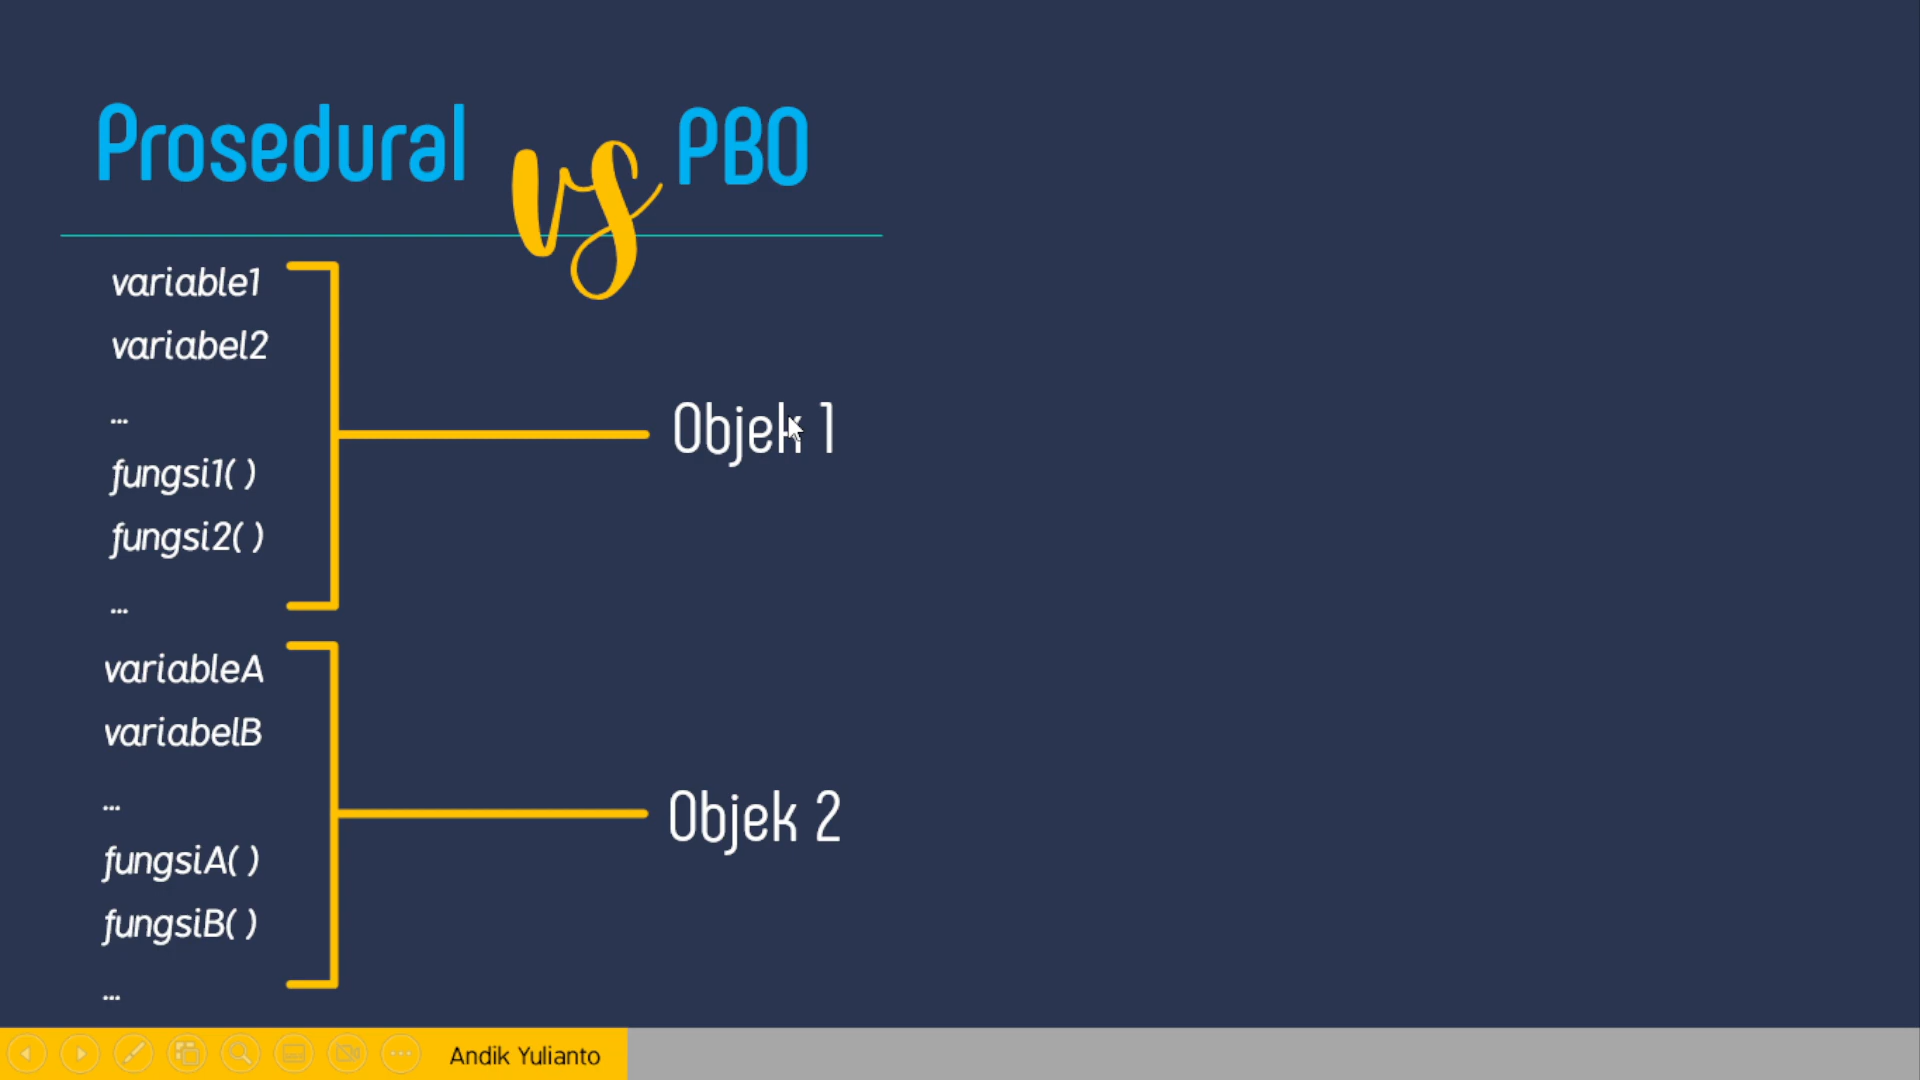 Prosedural vs PBO
variable1
variabel2
...
fungsi1( )
fungsi2( )
...
Objek 1
variableA
variabelB
...
fungsiA( )
fungsiB( )
...
Objek 2
Andik Yulianto